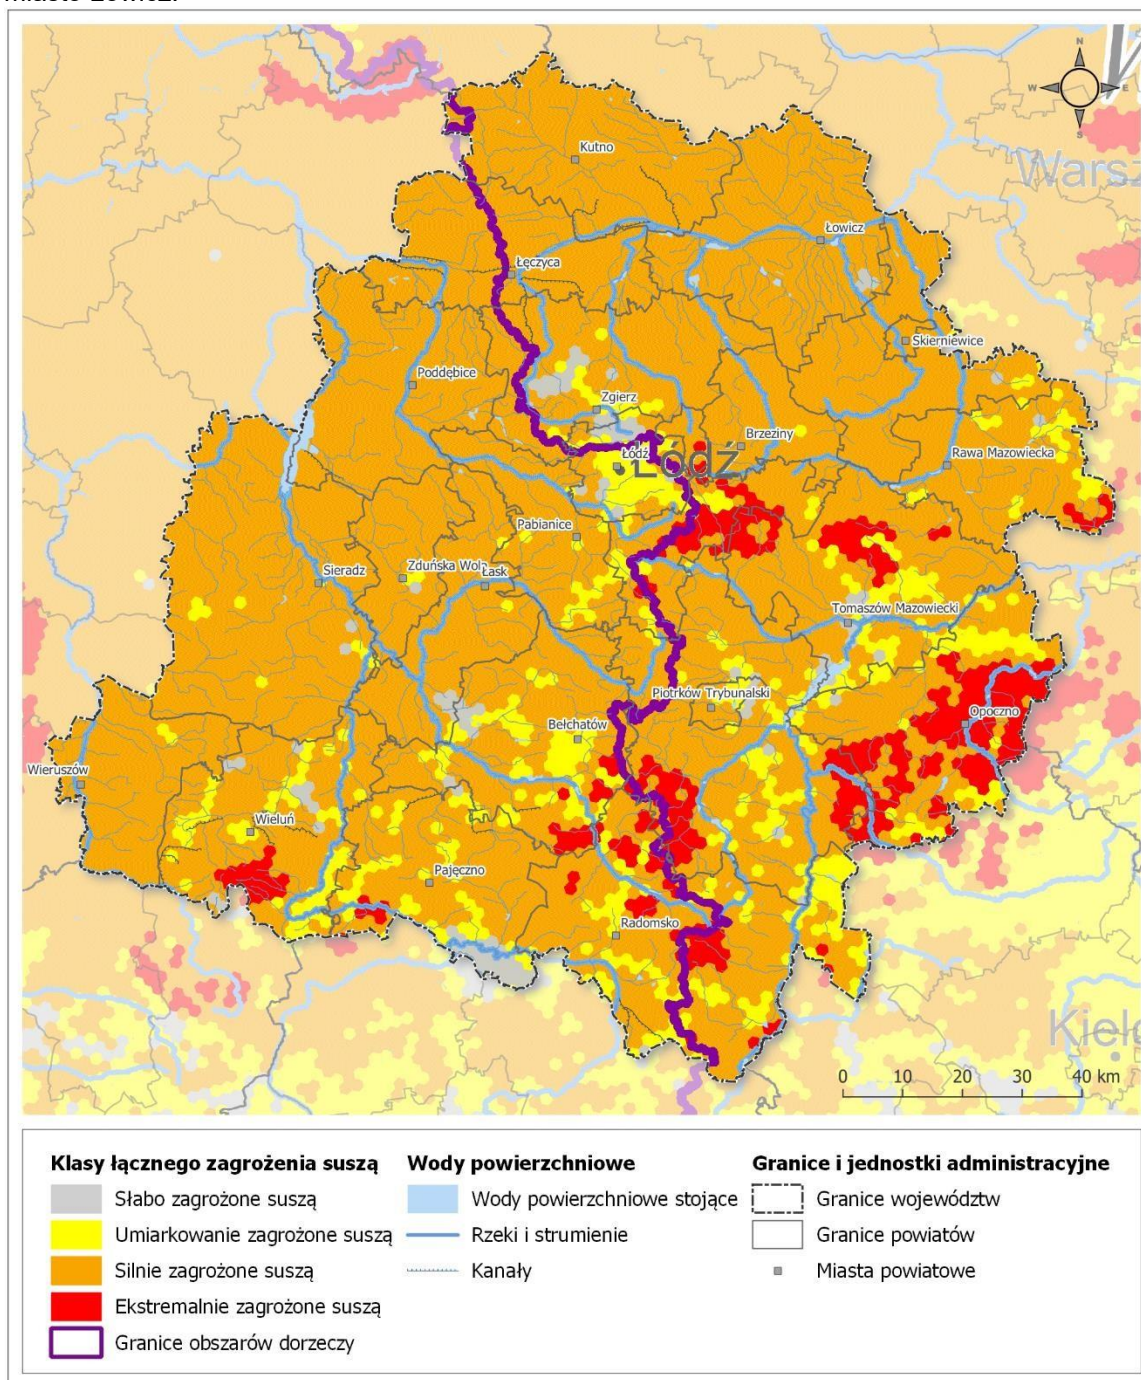 miasto Łowicz.
N
W
E
S
Warsz
Kutno
Łowicz
Łęczyca
Skierniewice
Poddębice
Zgierz
Brzeziny
Łódź
Łódź
Rawa Mazowiecka
Pabianice
Sieradz
Zduńska Wola
Łask
Tomaszów Mazowiecki
Piotrków Trybunalski
Opoczno
Bełchatów
Wieruszów
Wieluń
Pajęczno
Radomsko
Kielc
0 10 20 30 40 km
Klasy łącznego zagrożenia suszą
Słabo zagrożone suszą
Umiarkowanie zagrożone suszą
Silnie zagrożone suszą
Ekstremalnie zagrożone suszą
Granice obszarów dorzeczy
Wody powierzchniowe
Wody powierzchniowe stojące
Rzeki i strumienie
Kanały
Granice i jednostki administracyjne
Granice województw
Granice powiatów
Miasta powiatowe